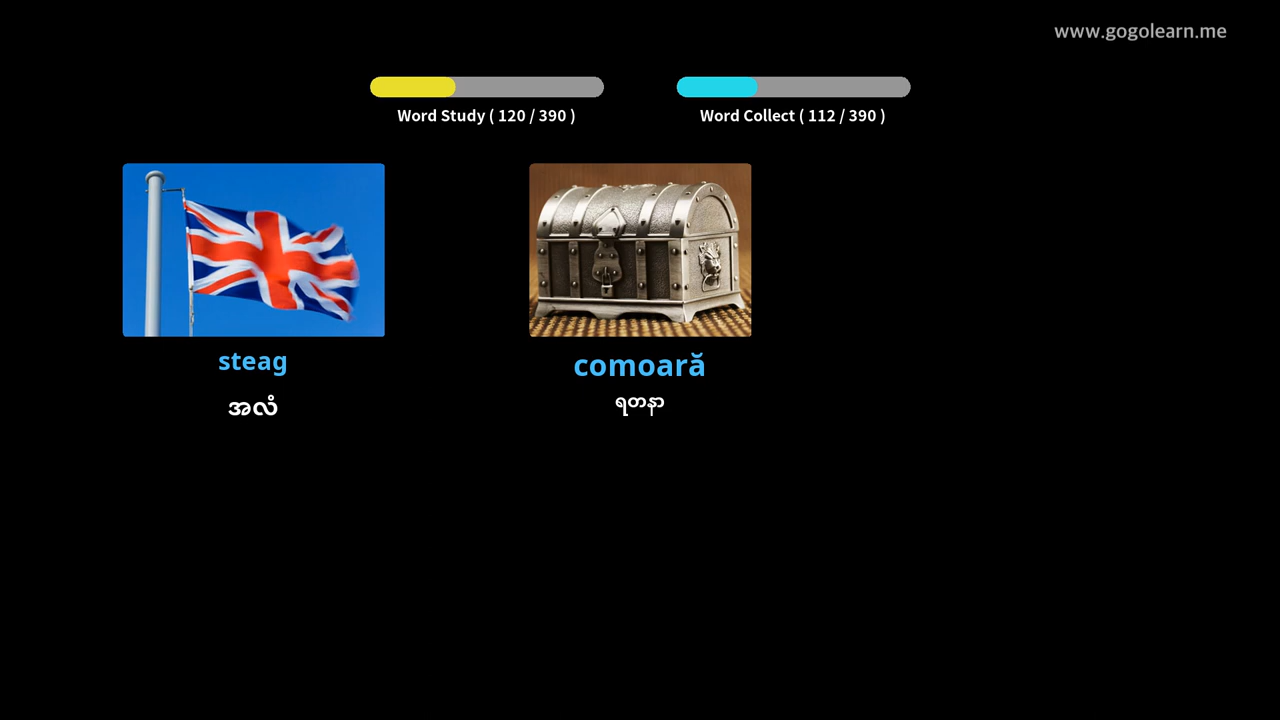 www.gogolearn.me
Word Study ( 120 / 390 )
Word Collect ( 112 / 390 )
steag
comoară
အလံ
ရတနာ